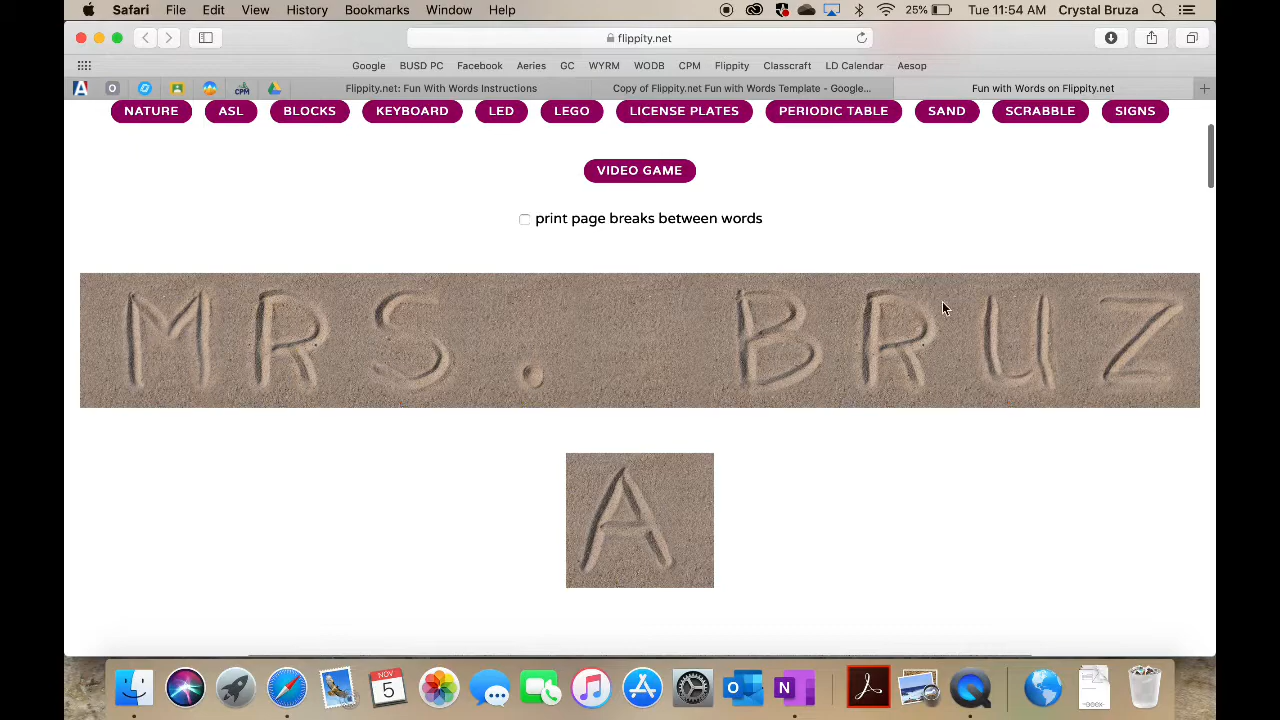 Safari File Edit View History Bookmarks Window Help 25% Tue 11:54 AM Crystal Bruza
flippity.net
Google BUSD PC Facebook Aeries GC WYRM WODB CPM Flippity Classcraft LD Calendar Aesop
CPM Flippity.net: Fun With Words Instructions Copy of Flippity.net Fun with Words Template - Google... Fun with Words on Flippity.net
NATURE ASL BLOCKS KEYBOARD LED LEGO LICENSE PLATES PERIODIC TABLE SAND SCRABBLE SIGNS
VIDEO GAME
print page breaks between words
MRS. BRUZ
A
NOV
5